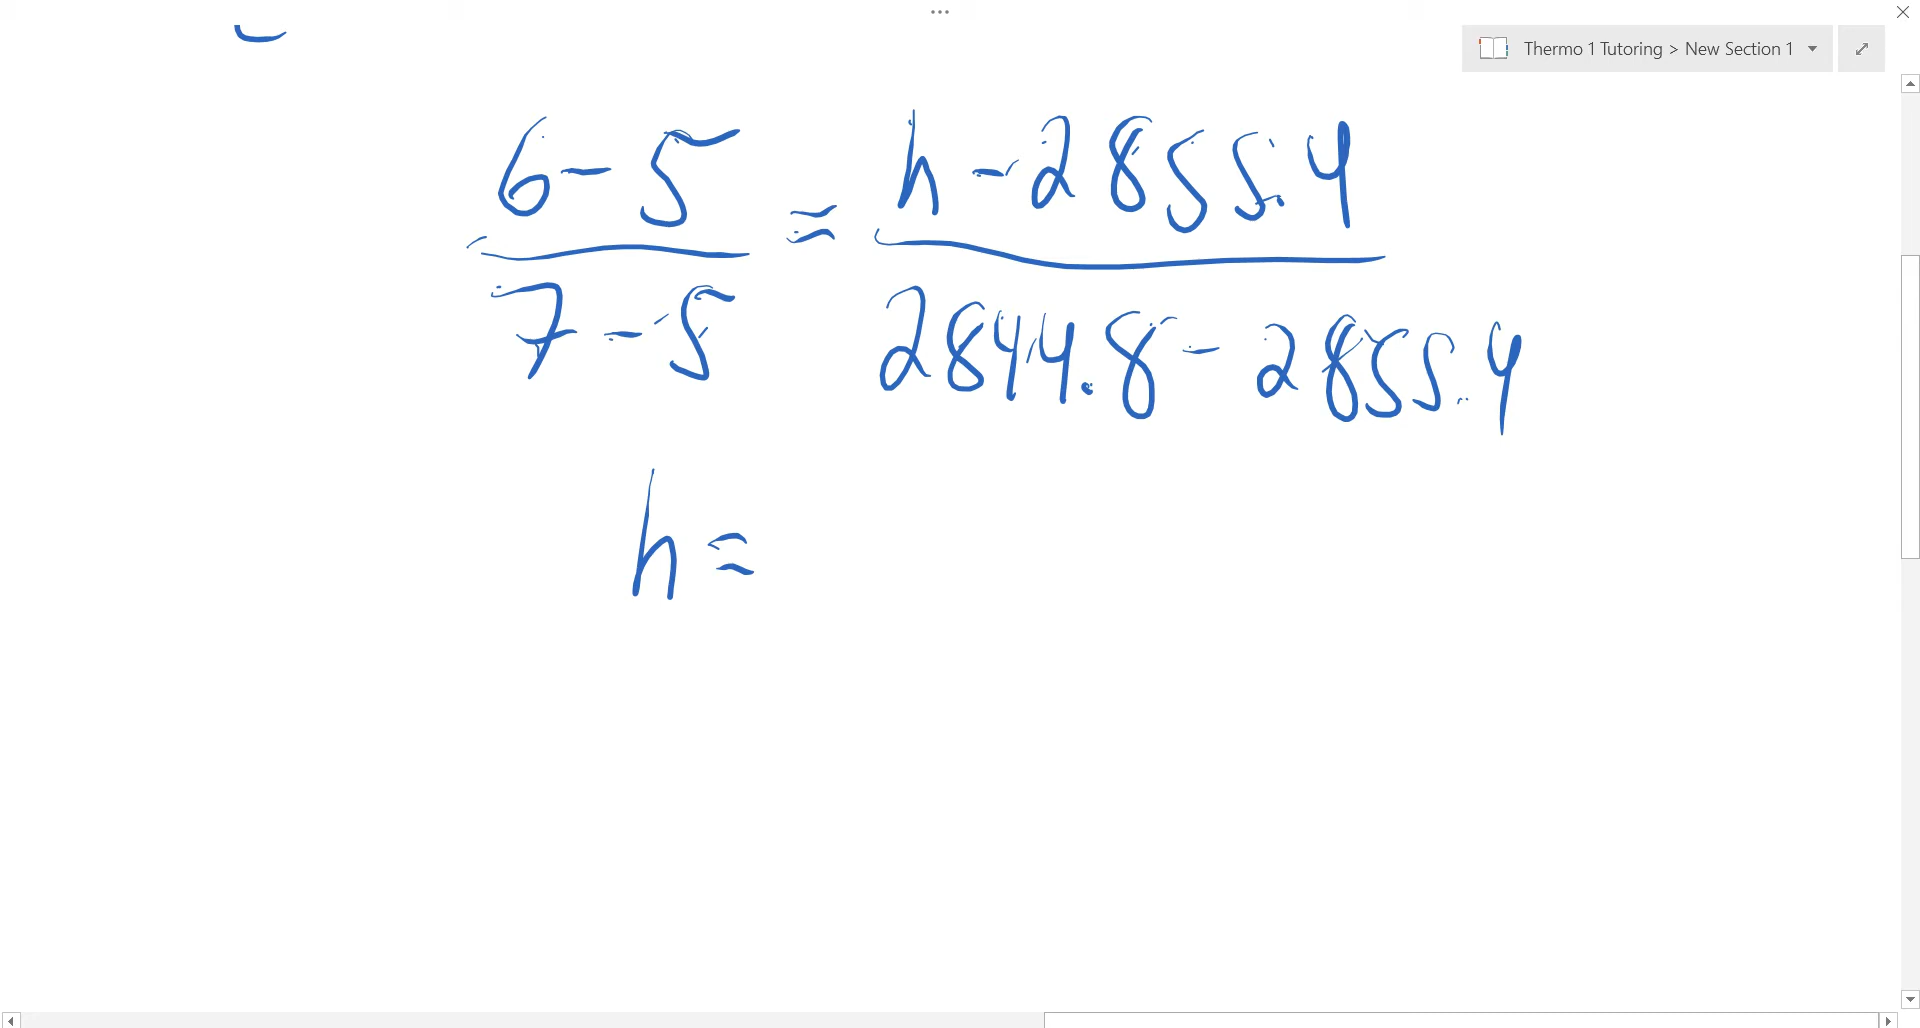 Thermo 1 Tutoring > New Section 1
6 - 5
7 - 5
=
h - 2855.4
2844.8 - 2855.4
h =